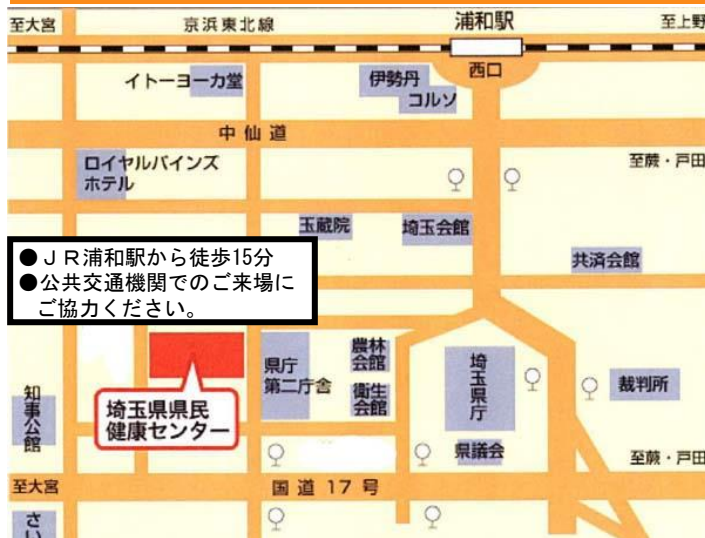 至大宮
京浜東北線
浦和駅
至上野
西口
イトーヨーカ堂
伊勢丹
コルソ
中仙道
ロイヤルパインズ
ホテル
至蕨・戸田
玉蔵院
埼玉会館
共済会館
●ＪＲ浦和駅から徒歩15分
●公共交通機関でのご来場に
ご協力ください。
県庁
第二庁舎
農林
会館
衛生
会館
埼玉県庁
裁判所
知事公館
埼玉県県民
健康センター
県議会
至蕨・戸田
至大宮
国道17号
さい